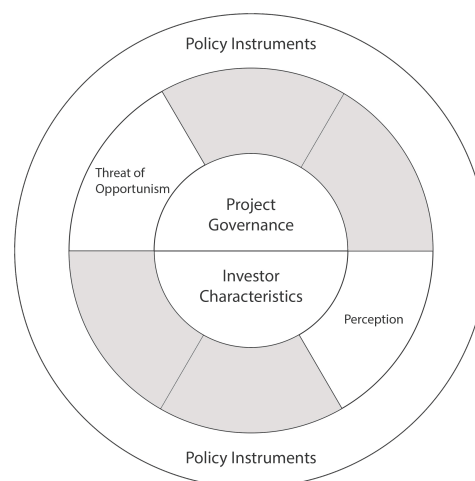 Policy Instruments
Threat of
Opportunism
Project
Governance
Investor
Characteristics
Perception
Policy Instruments